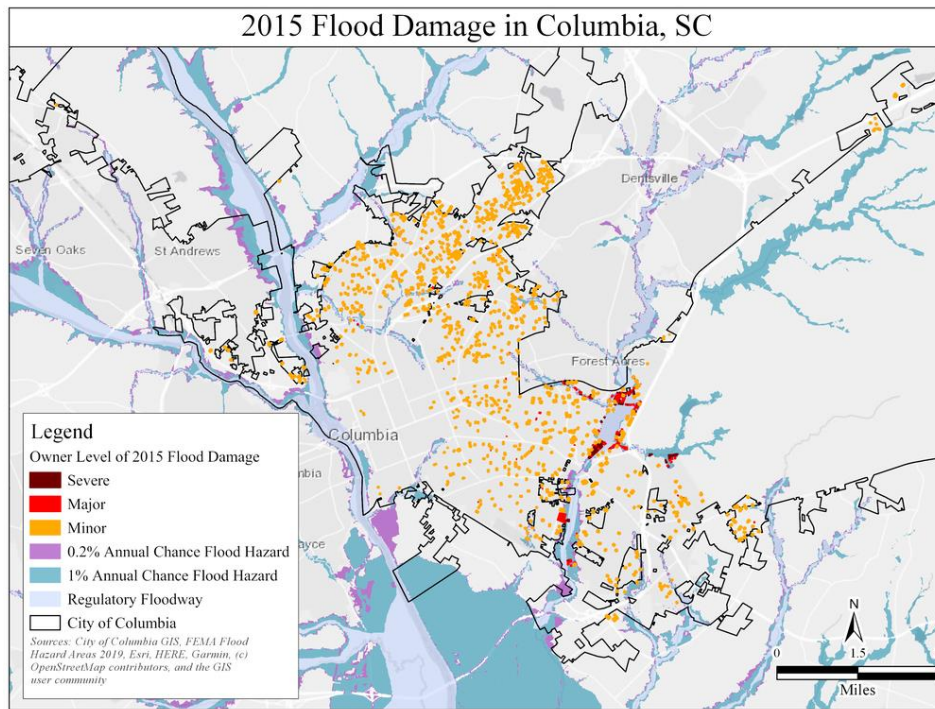 2015 Flood Damage in Columbia, SC
Dentsville
Seven Oaks
St Andrews
Forest Acres
Columbia
Legend
Owner Level of 2015 Flood Damage
Severe
Major
Minor
0.2% Annual Chance Flood Hazard
1% Annual Chance Flood Hazard
Regulatory Floodway
City of Columbia
Sources: City of Columbia GIS, FEMA Flood
Hazard Areas 2019, Esri, HERE, Garmin, (c)
OpenStreetMap contributors, and the GIS
user community
mbia
ayce
N
0 1.5
Miles